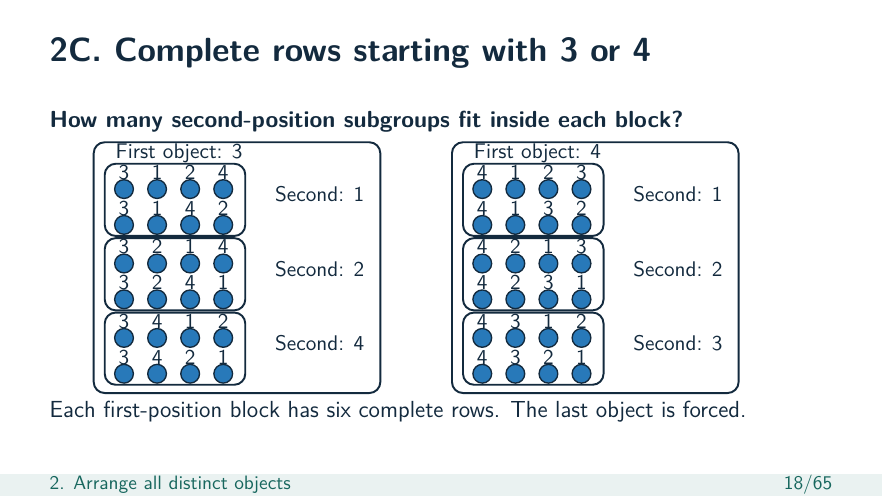 2C. Complete rows starting with 3 or 4
How many second-position subgroups fit inside each block?
First object: 3
3 1 2 4
Second: 1
3 1 4 2
3 2 1 4
Second: 2
3 2 4 1
3 4 1 2
Second: 4
3 4 2 1
First object: 4
4 1 2 3
Second: 1
4 1 3 2
4 2 1 3
Second: 2
4 2 3 1
4 3 1 2
Second: 3
4 3 2 1
Each first-position block has six complete rows. The last object is forced.
2. Arrange all distinct objects
18/65